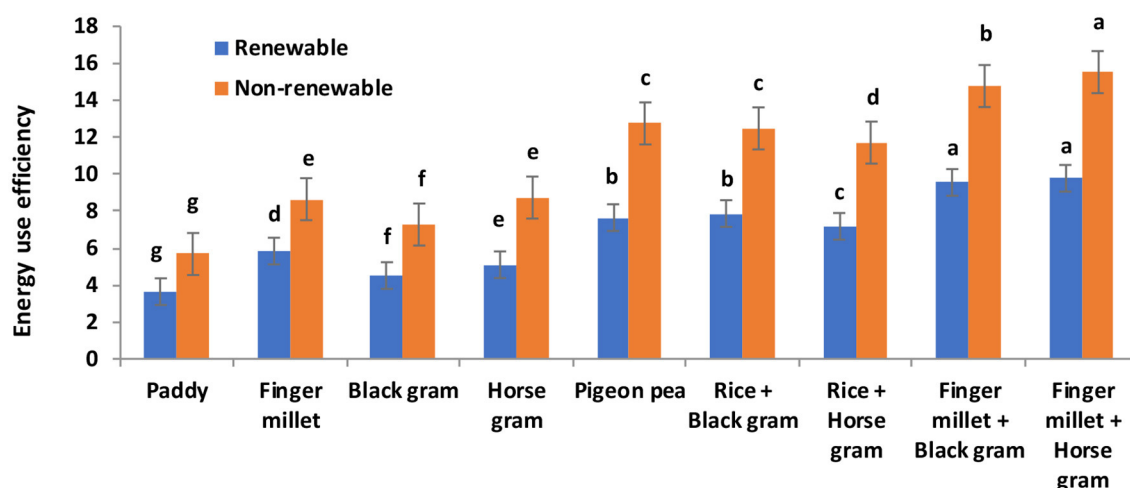 Energy use efficiency
18
16
14
12
10
8
6
4
2
0
Renewable
Non-renewable
g
g
d
e
f
f
e
e
b
c
b
c
c
d
a
b
a
a
Paddy
Finger
millet
Black gram
Horse
gram
Pigeon pea
Rice +
Black gram
Rice +
Horse
gram
Finger
millet +
Black gram
Finger
millet +
Horse
gram